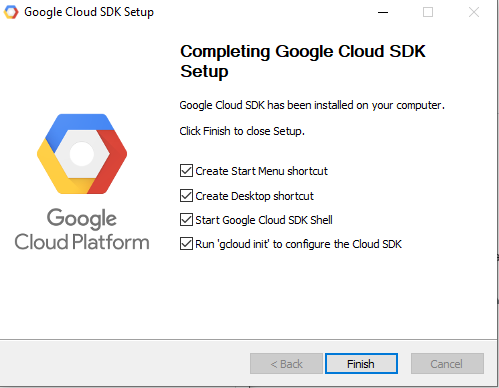 Google Cloud SDK Setup
Completing Google Cloud SDK
Setup
Google Cloud SDK has been installed on your computer.
Click Finish to close Setup.
Create Start Menu shortcut
Create Desktop shortcut
Start Google Cloud SDK Shell
Run 'gcloud init' to configure the Cloud SDK
Google
Cloud Platform
< Back
Finish
Cancel